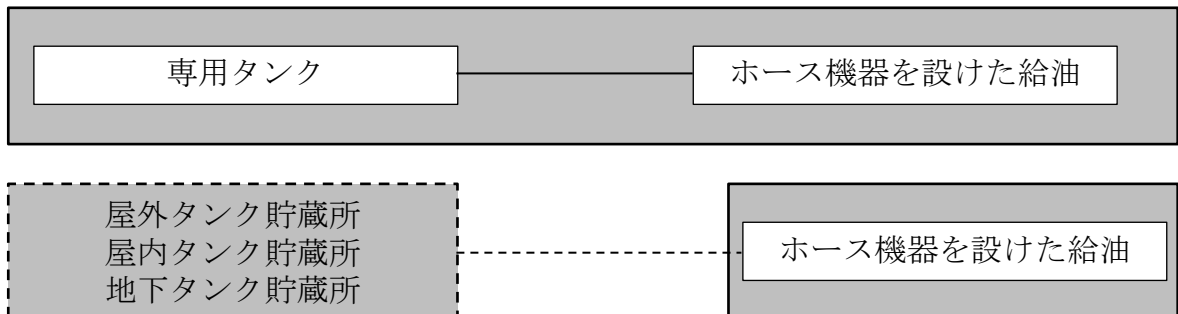 専用タンク
ホース機器を設けた給油
屋外タンク貯蔵所
屋内タンク貯蔵所
地下タンク貯蔵所
ホース機器を設けた給油